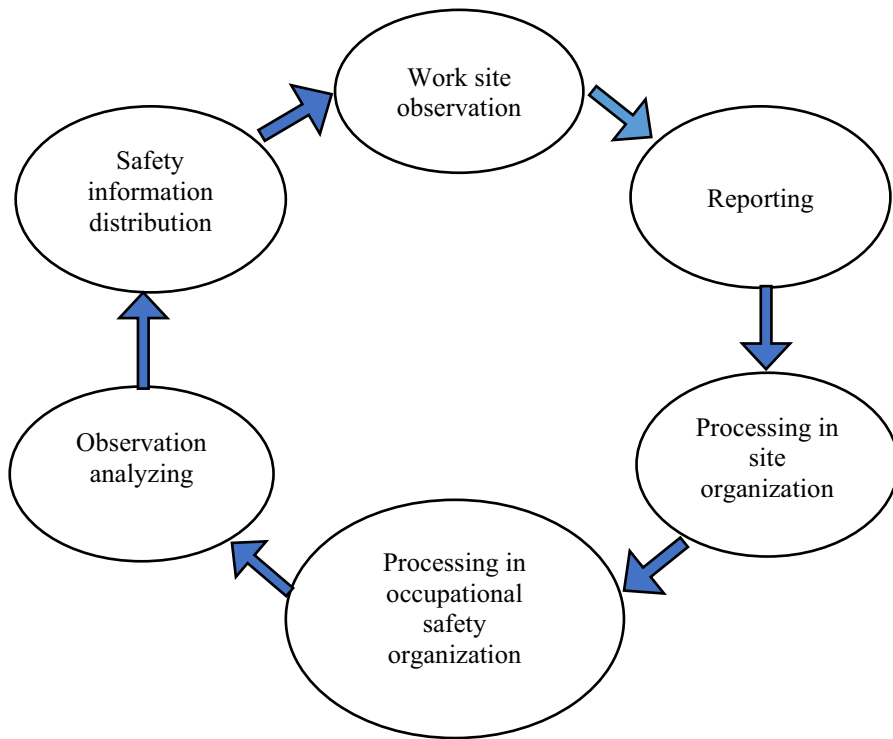 Work site
observation
Reporting
Processing in
site
organization
Processing in
occupational
safety
organization
Observation
analyzing
Safety
information
distribution